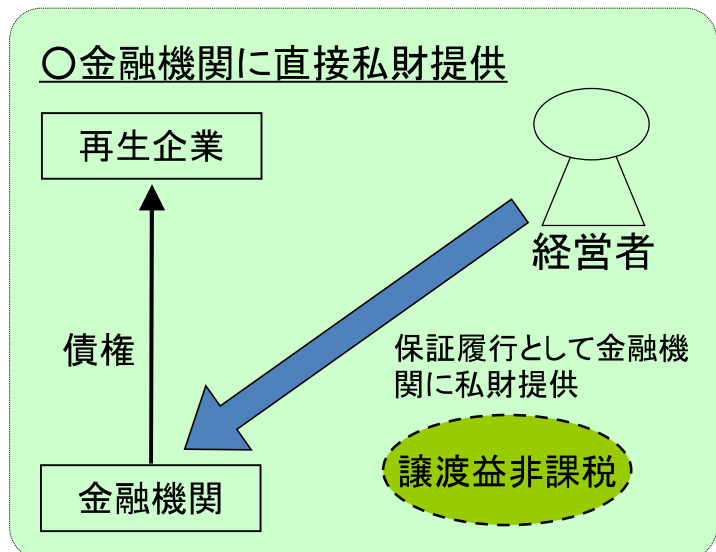 〇金融機関に直接私財提供
再生企業
経営者
債権
保証履行として金融機
関に私財提供
譲渡益非課税
金融機関